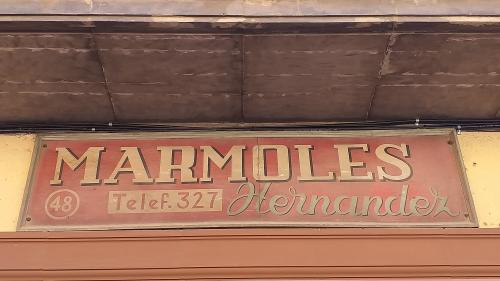 MARMOLES
48 Telef. 327 Hernandez